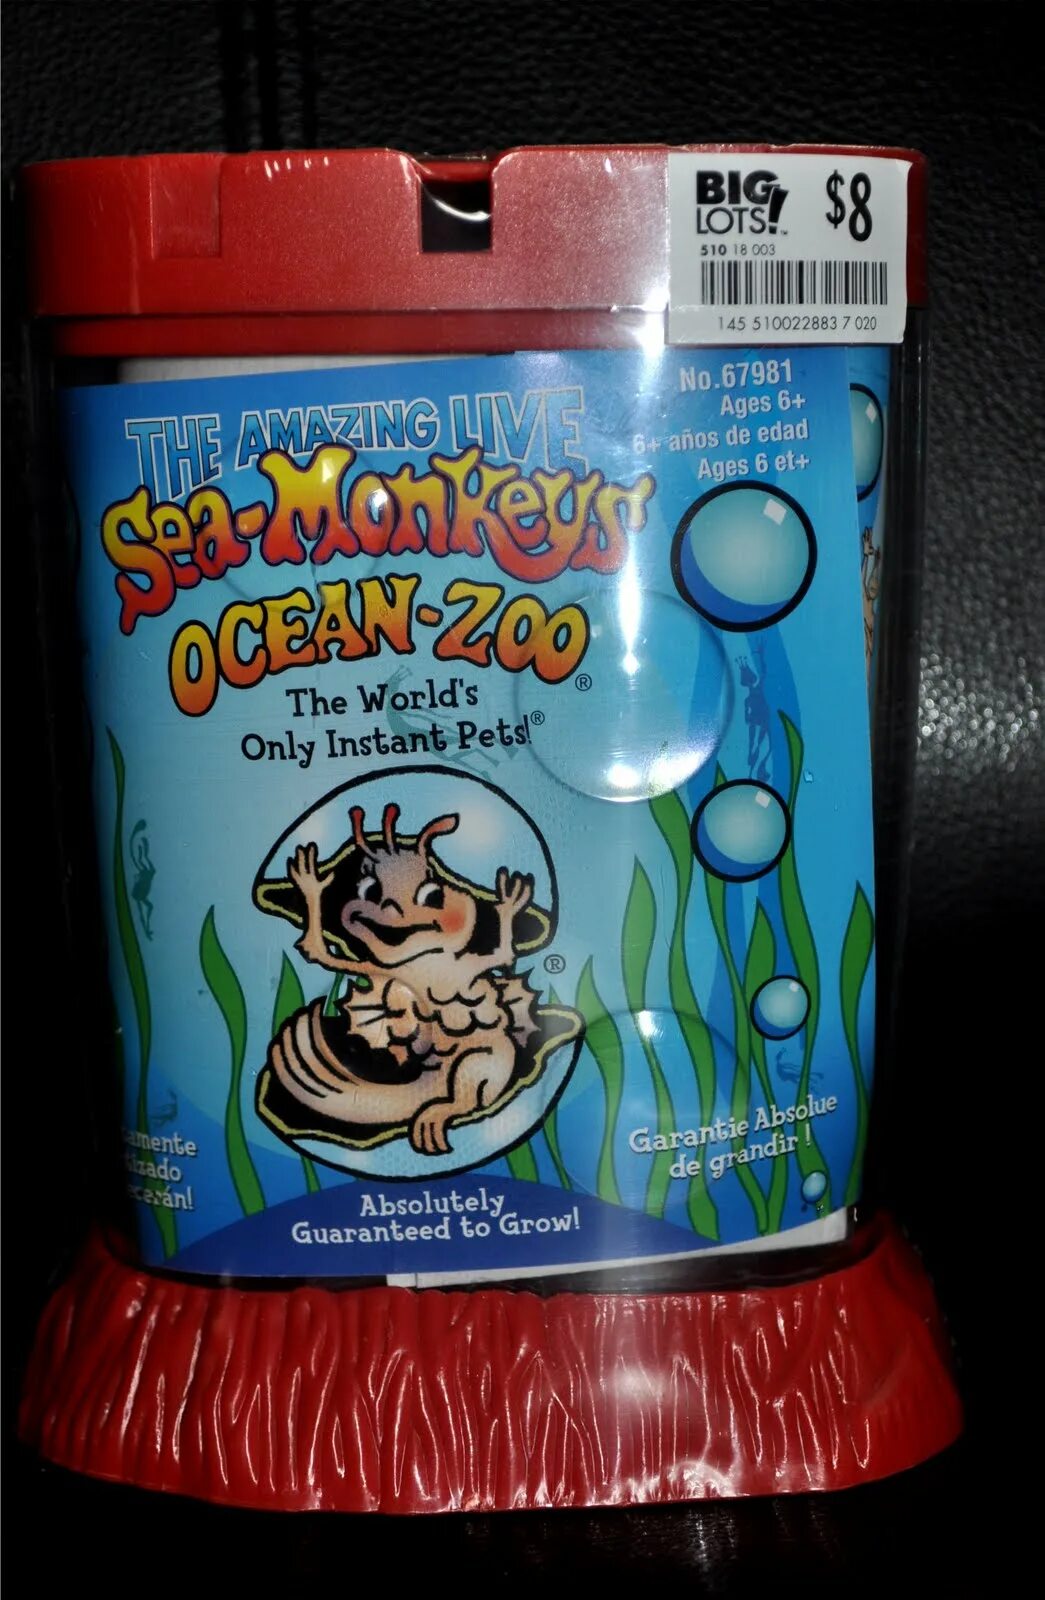 BIG
LOTS!™
$8
510 18 003
145 510022883 7 020
No.67981
Ages 6+
6+ años de edad
Ages 6 et+
THE AMAZING LIVE
Sea-Monkeys
OCEAN-ZOO®
The World's
Only Instant Pets!®
®
Garantie Absolue
de grandir !
Absolutely
Guaranteed to Grow!